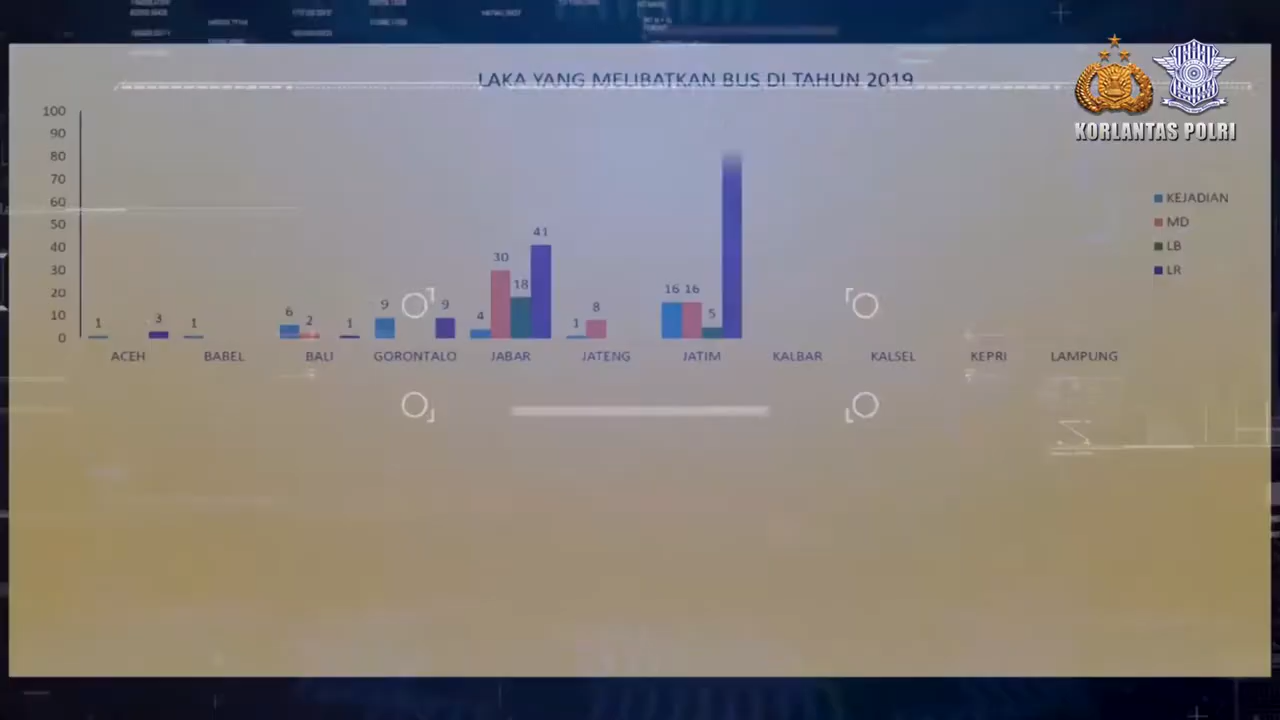 LAKA YANG MELIBATKAN BUS DI TAHUN 2019
KORLANTAS POLRI
100
90
80
70
60
50
40
30
20
10
0
KEJADIAN
MD
LB
LR
1
3
1
6
2
1
9
9
4
30
18
41
1
8
16
16
5
ACEH
BABEL
BALI
GORONTALO
JABAR
JATENG
JATIM
KALBAR
KALSEL
KEPRI
LAMPUNG